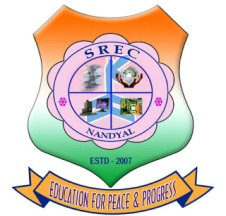 SREC
NANDYAL
ESTD - 2007
EDUCATION FOR PEACE & PROGRESS